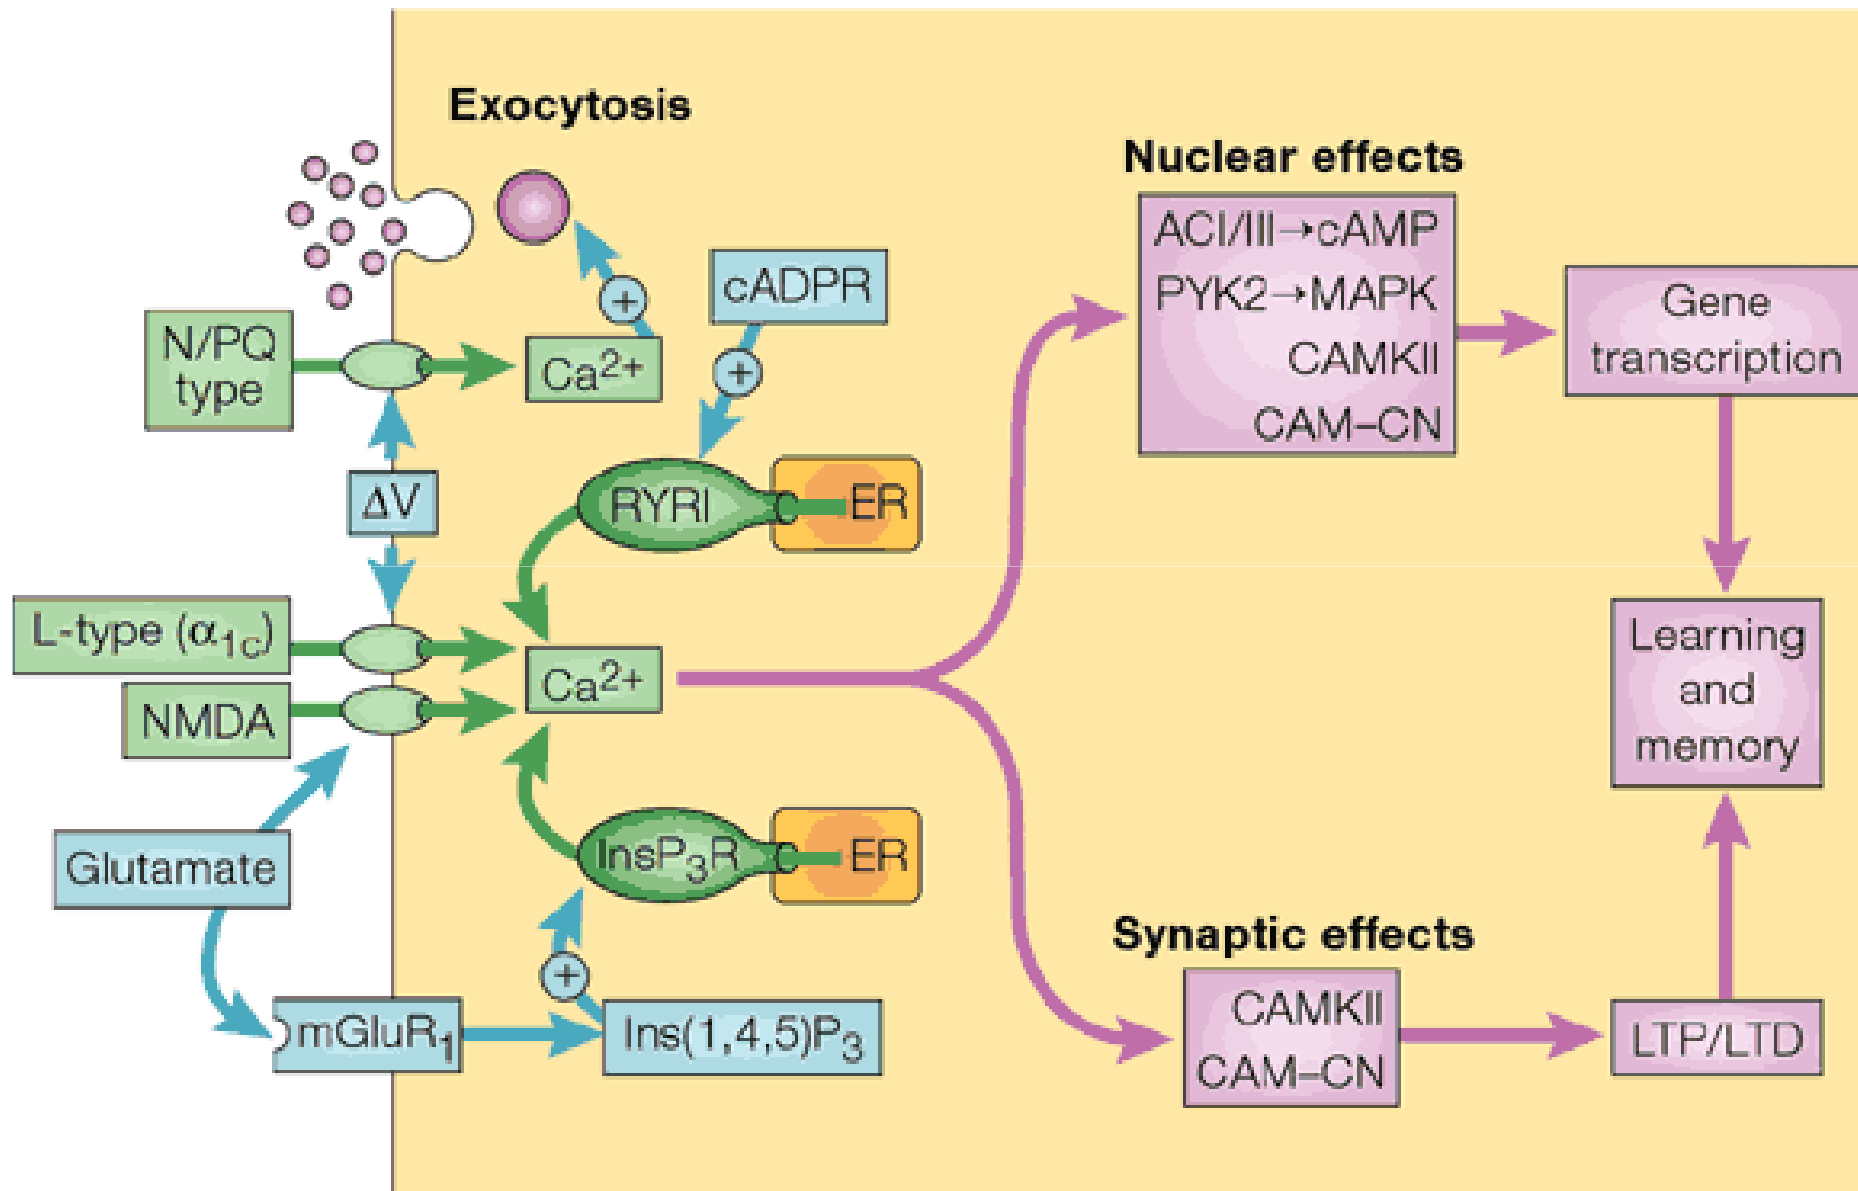 Exocytosis
Nuclear effects
ACI/III→cAMP
PYK2→MAPK
CAMKII
CAM–CN
Gene
transcription
cADPR
+
+
N/PQ
type
Ca2+
ΔV
RYRI
ER
L-type (α1c)
NMDA
Ca2+
Learning
and
memory
Glutamate
InsP3R
ER
Synaptic effects
+
mGluR1
Ins(1,4,5)P3
CAMKII
CAM–CN
LTP/LTD